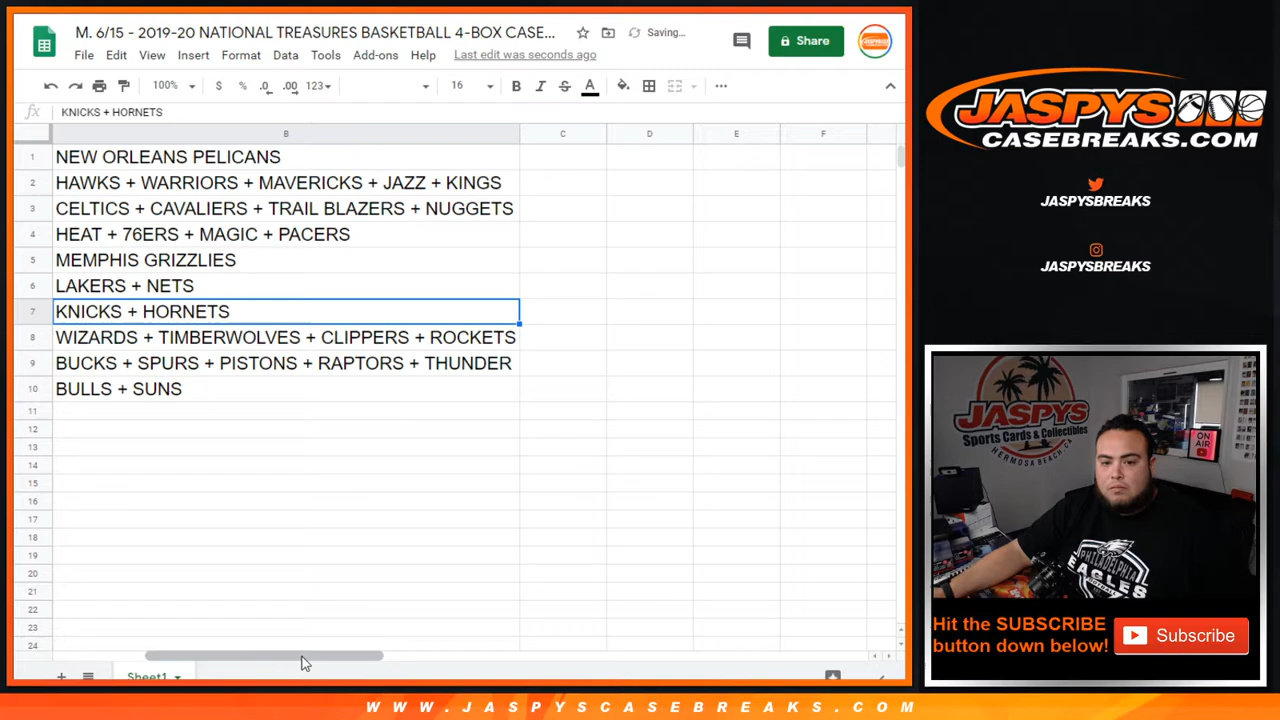 M. 6/15 - 2019-20 NATIONAL TREASURES BASKETBALL 4-BOX CASE... Saving...
File Edit View Insert Format Data Tools Add-ons Help Last edit was seconds ago
Share
100% $ % .0 .00 123 16 B I S A ...
fx KNICKS + HORNETS
B C D E F
1 NEW ORLEANS PELICANS
2 HAWKS + WARRIORS + MAVERICKS + JAZZ + KINGS
3 CELTICS + CAVALIERS + TRAIL BLAZERS + NUGGETS
4 HEAT + 76ERS + MAGIC + PACERS
5 MEMPHIS GRIZZLIES
6 LAKERS + NETS
7 KNICKS + HORNETS
8 WIZARDS + TIMBERWOLVES + CLIPPERS + ROCKETS
9 BUCKS + SPURS + PISTONS + RAPTORS + THUNDER
10 BULLS + SUNS
11
12
13
14
15
16
17
18
19
20
21
22
23
24
Sheet1
JASPYS
CASEBREAKS.COM
JASPYSBREAKS
JASPYSBREAKS
JASPYS
Sports Cards & Collectibles
HERMOSA BEACH, CA
ON AIR
PHILADELPHIA
EAGLES
Hit the SUBSCRIBE
button down below!
Subscribe
WWW.JASPYSCASEBREAKS.COM